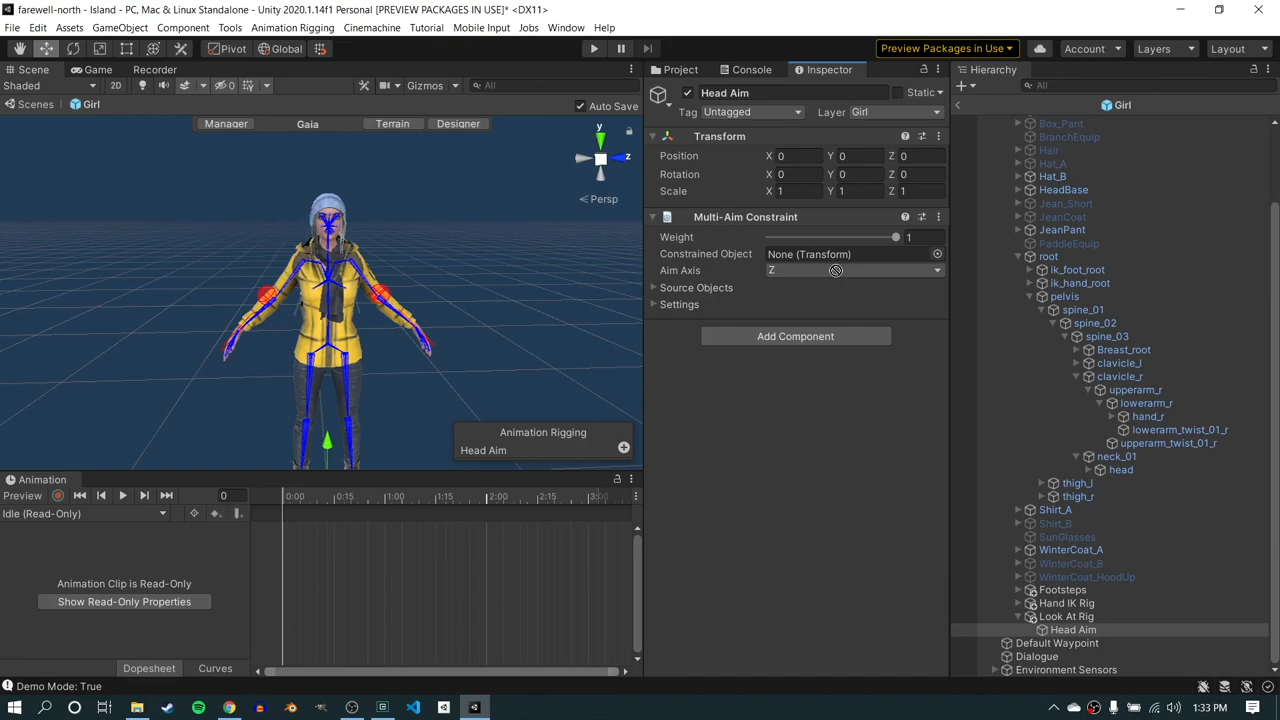 farewell-north - Island - PC, Mac & Linux Standalone - Unity 2020.1.14f1 Personal [PREVIEW PACKAGES IN USE]* <DX11>
File Edit Assets GameObject Component Tools Animation Rigging Cinemachine Tutorial Mobile Input Jobs Window Help
Pivot Global Preview Packages in Use Account Layers Layout
Scene Game Recorder
Shaded 2D 0 Gizmos All
Scenes Girl Auto Save
Manager Gaia Terrain Designer
y
z
Persp
Animation Rigging
Head Aim
Animation
Preview 0
0:00 0:15 1:00 1:15 2:00 2:15 3:00
Idle (Read-Only)
Animation Clip is Read-Only
Show Read-Only Properties
Dopesheet Curves
Project Console Inspector
Head Aim Static
Tag Untagged Layer Girl
Transform
Position X 0 Y 0 Z 0
Rotation X 0 Y 0 Z 0
Scale X 1 Y 1 Z 1
Multi-Aim Constraint
Weight 1
Constrained Object None (Transform)
Aim Axis Z
Source Objects
Settings
Add Component
Hierarchy
All
Girl
Box_Pant
BranchEquip
Hair
Hat_A
Hat_B
HeadBase
Jean_Short
JeanCoat
JeanPant
PaddleEquip
root
ik_foot_root
ik_hand_root
pelvis
spine_01
spine_02
spine_03
Breast_root
clavicle_l
clavicle_r
upperarm_r
lowerarm_r
hand_r
lowerarm_twist_01_r
upperarm_twist_01_r
neck_01
head
thigh_l
thigh_r
Shirt_A
Shirt_B
SunGlasses
WinterCoat_A
WinterCoat_B
WinterCoat_HoodUp
Footsteps
Hand IK Rig
Look At Rig
Head Aim
Default Waypoint
Dialogue
Environment Sensors
Demo Mode: True
1:33 PM